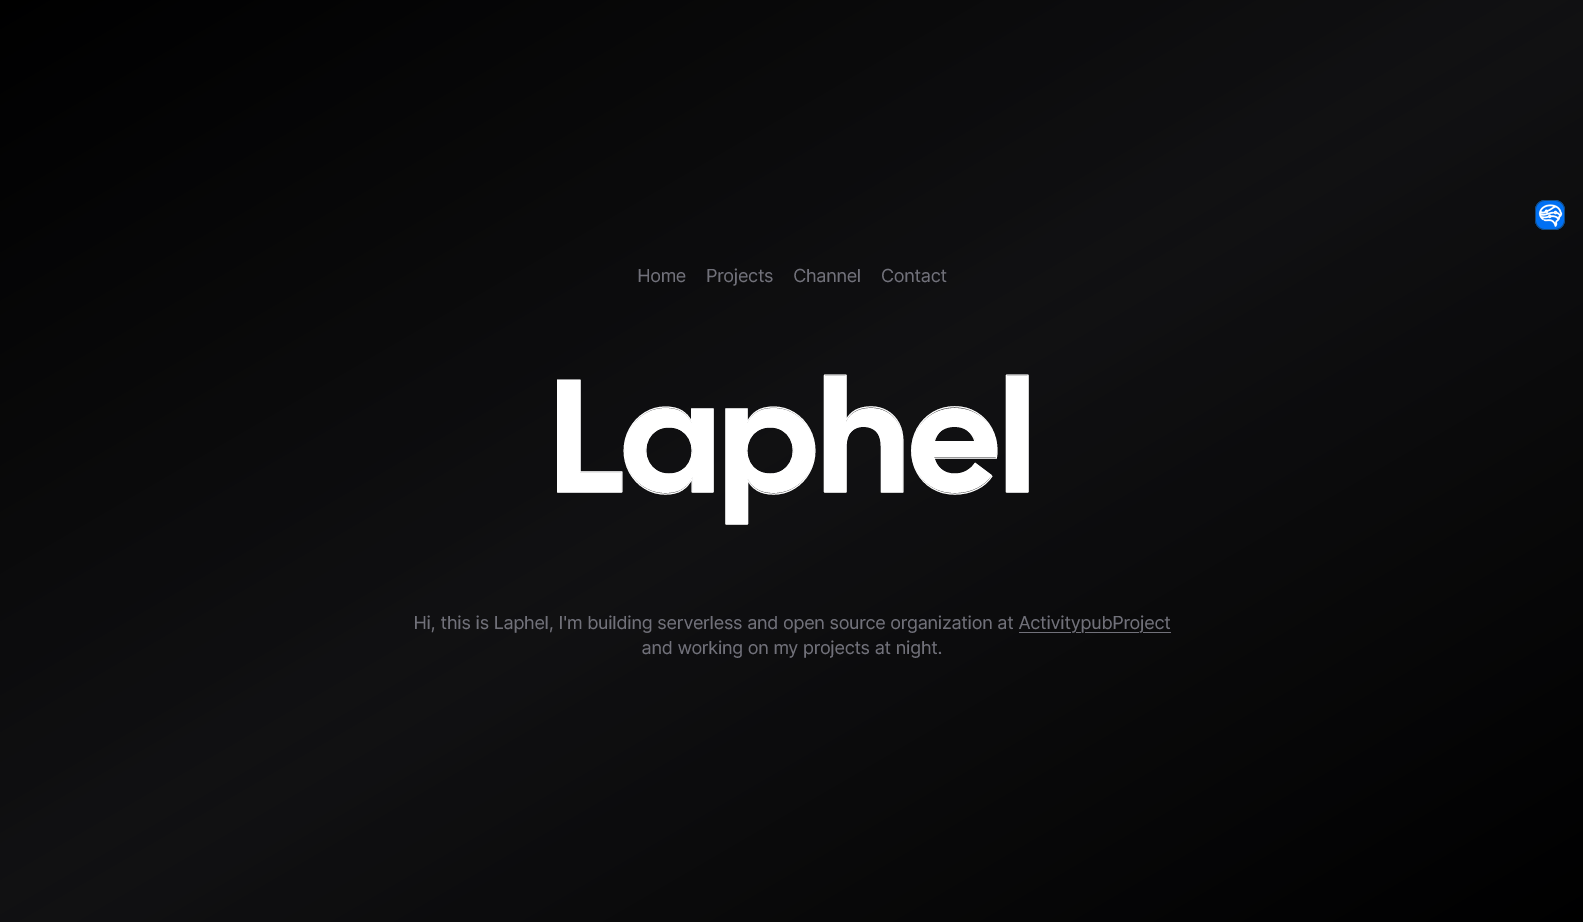 Home Projects Channel Contact
Laphel
Hi, this is Laphel, I'm building serverless and open source organization at ActivitypubProject
and working on my projects at night.